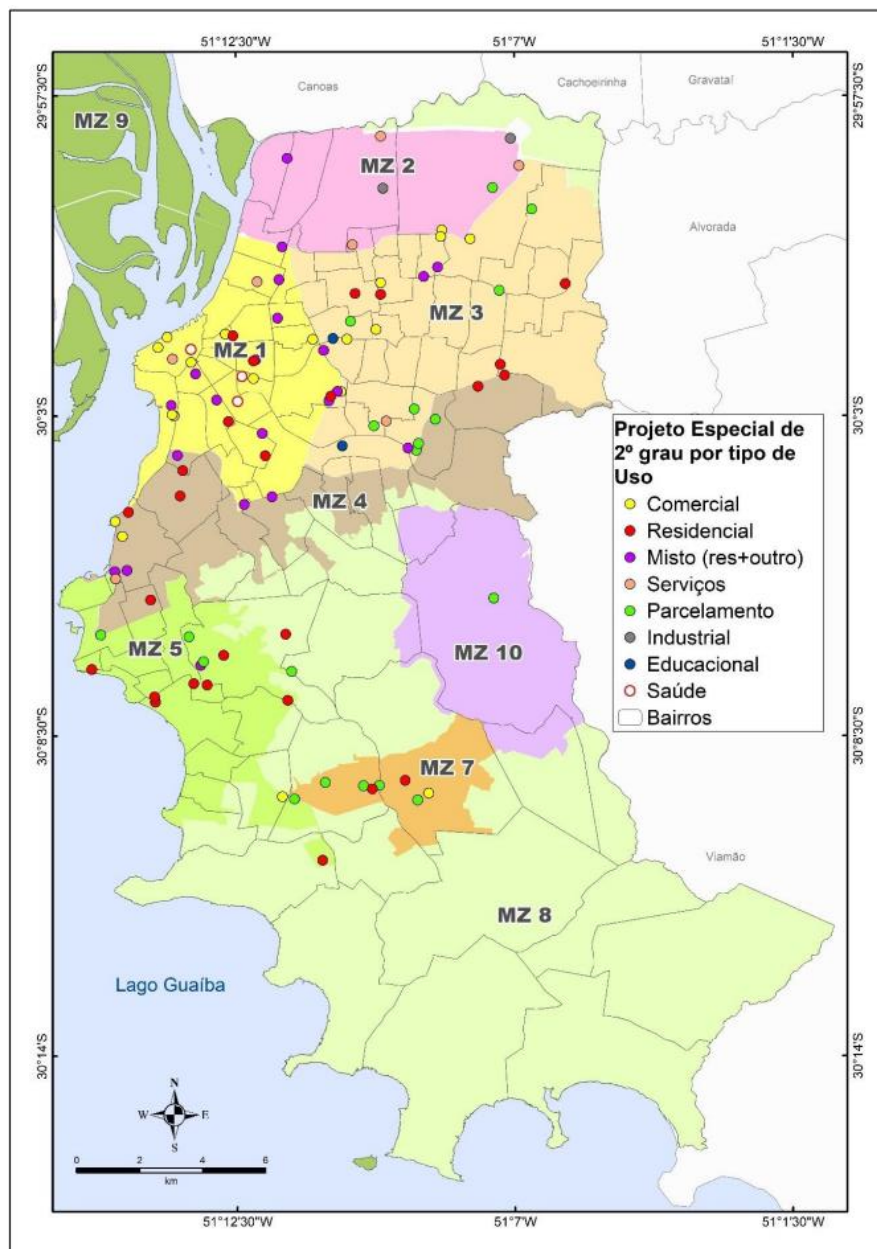 51°12'30"W
51°7'W
51°1'30"W
Canoas
Cachoeirinha
Gravataí
29°57'30"S
29°57'30"S
MZ 9
MZ 2
Alvorada
MZ 3
MZ 1
30°3'S
30°3'S
Projeto Especial de
2º grau por tipo de
Uso
Comercial
Residencial
Misto (res+outro)
Serviços
Parcelamento
Industrial
Educacional
Saúde
Bairros
MZ 4
MZ 5
MZ 10
30°8'30"S
30°8'30"S
MZ 7
Viamão
MZ 8
Lago Guaíba
30°14'S
30°14'S
N
W
E
S
0 2 4 6
km
51°12'30"W
51°7'W
51°1'30"W